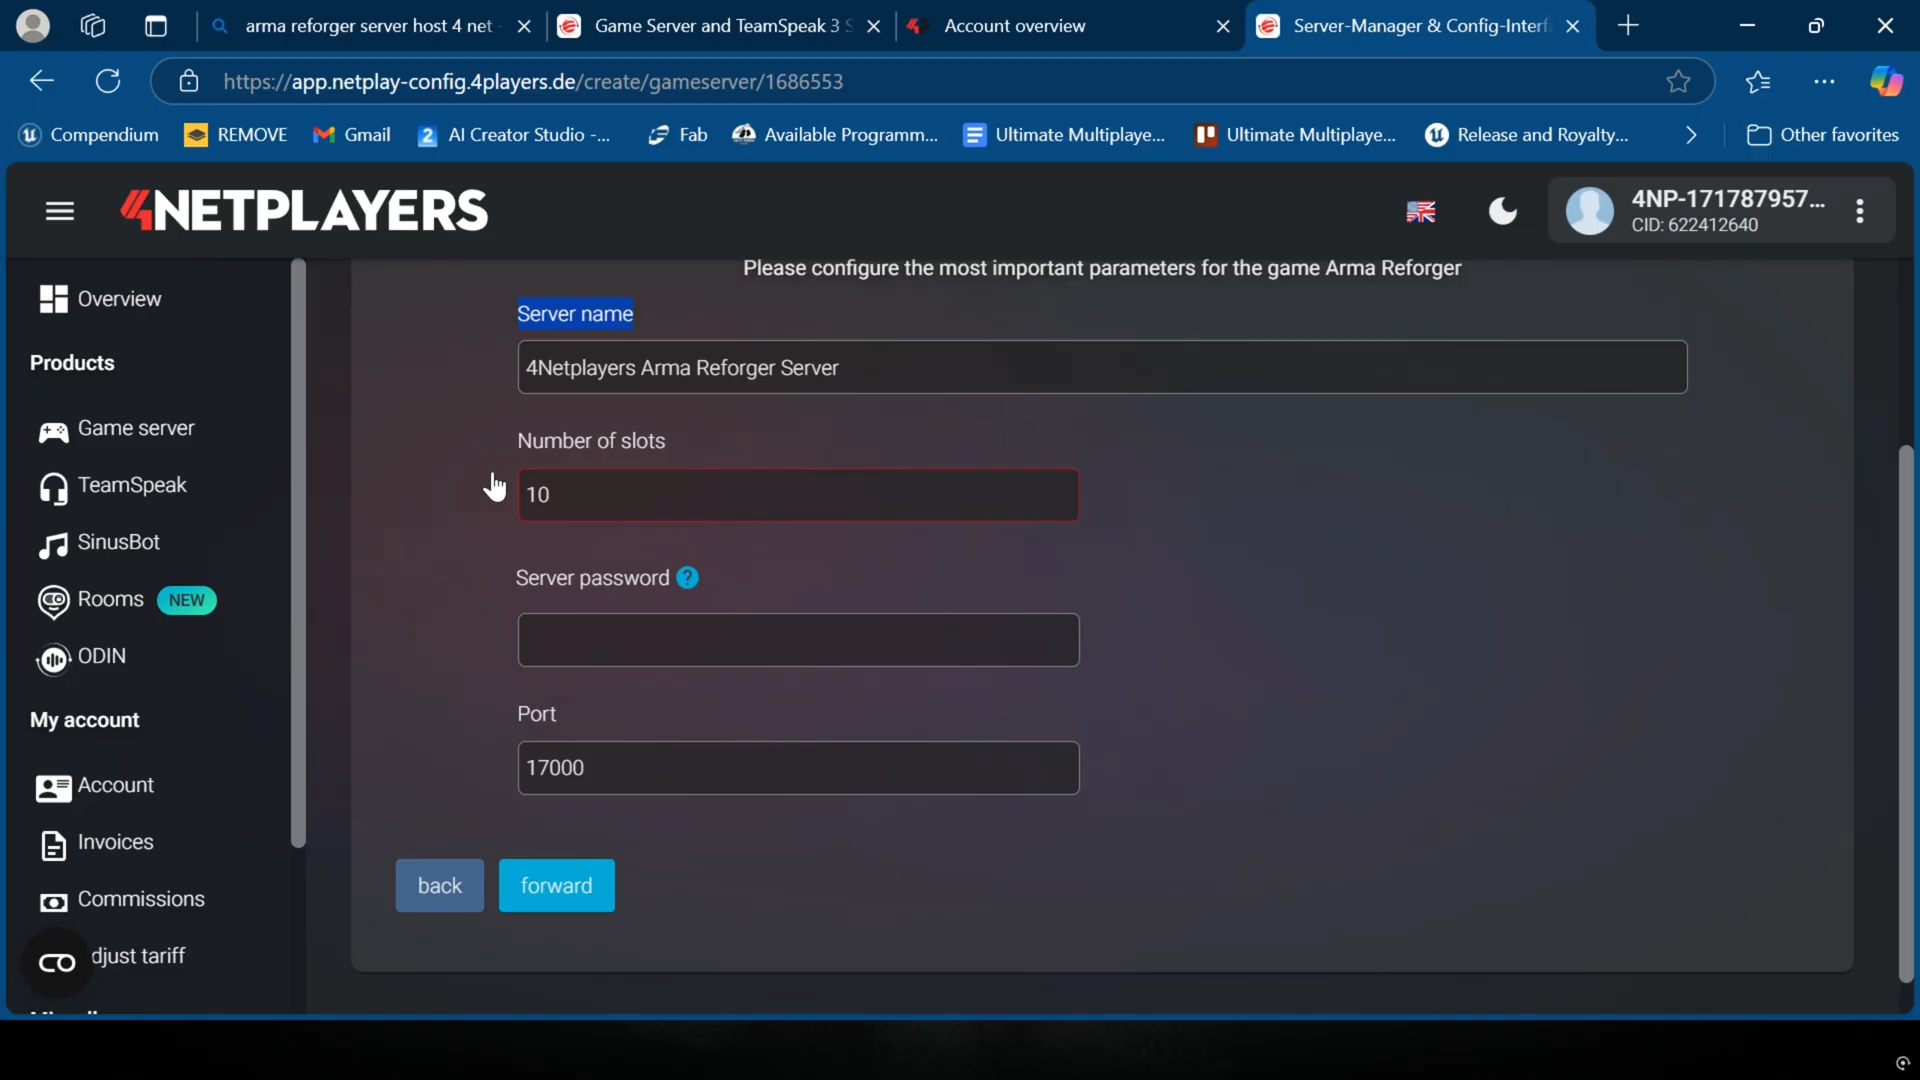 arma reforger server host 4 net
Game Server and TeamSpeak 3 S
Account overview
Server-Manager & Config-Interf
https://app.netplay-config.4players.de/create/gameserver/1686553
Compendium
REMOVE
Gmail
AI Creator Studio -...
Fab
Available Programm...
Ultimate Multiplaye...
Ultimate Multiplaye...
Release and Royalty...
Other favorites
4NETPLAYERS
4NP-171787957...
CID: 622412640
Overview
Products
Game server
TeamSpeak
SinusBot
Rooms NEW
ODIN
My account
Account
Invoices
Commissions
djust tariff
Please configure the most important parameters for the game Arma Reforger
Server name
4Netplayers Arma Reforger Server
Number of slots
10
Server password ?
Port
17000
back
forward